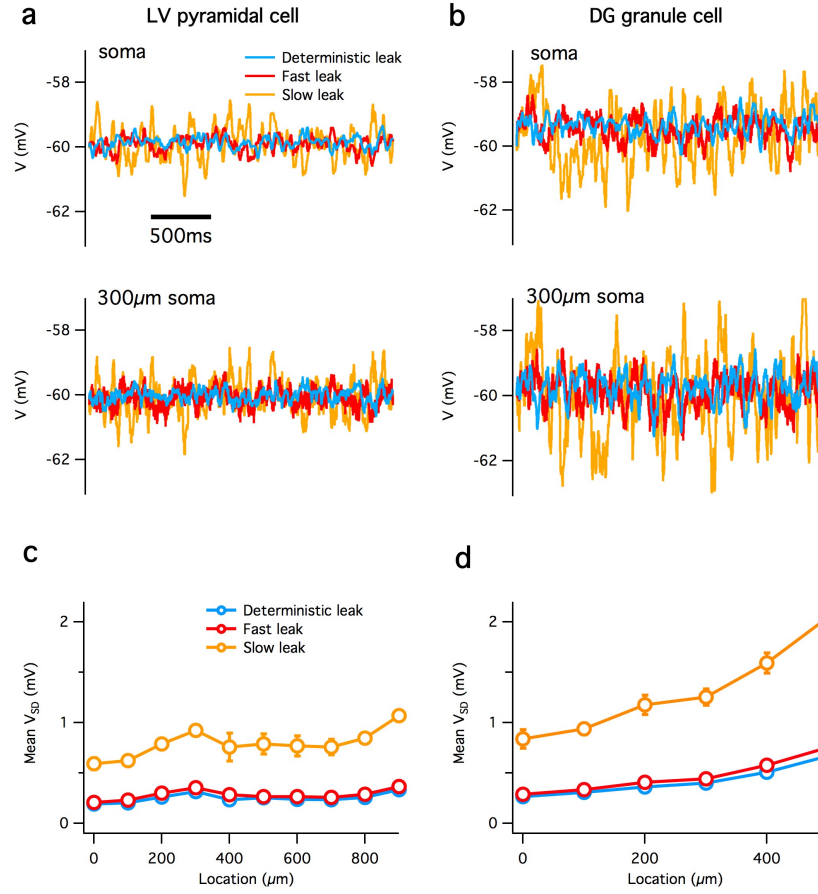 a
LV pyramidal cell
b
DG granule cell
soma
Deterministic leak
Fast leak
Slow leak
-58
-60
-62
V (mV)
500ms
soma
-58
-60
-62
V (mV)
300µm soma
-58
-60
-62
V (mV)
300µm soma
-58
-60
-62
V (mV)
c
Deterministic leak
Fast leak
Slow leak
2
1
0
Mean VSD (mV)
0 200 400 600 800
Location (µm)
d
2
1
0
Mean VSD (mV)
0 200 400
Location (µm)